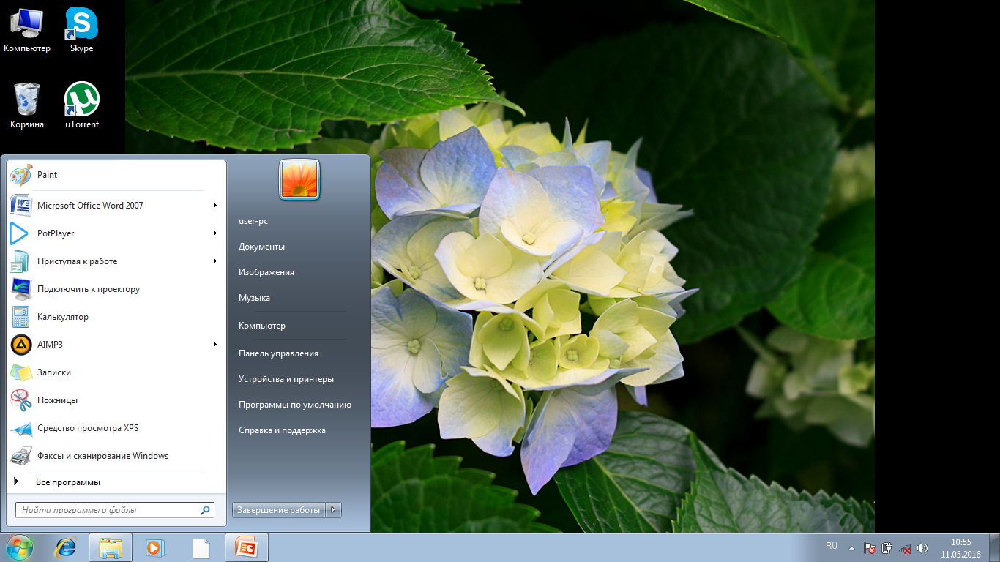 Компьютер
Skype
Корзина
uTorrent
Paint
Microsoft Office Word 2007
PotPlayer
Приступая к работе
Подключить к проектору
Калькулятор
AIMP3
Записки
Ножницы
Средство просмотра XPS
Факсы и сканирование Windows
Все программы
Найти программы и файлы
user-pc
Документы
Изображения
Музыка
Компьютер
Панель управления
Устройства и принтеры
Программы по умолчанию
Справка и поддержка
Завершение работы
RU
10:55
11.05.2016